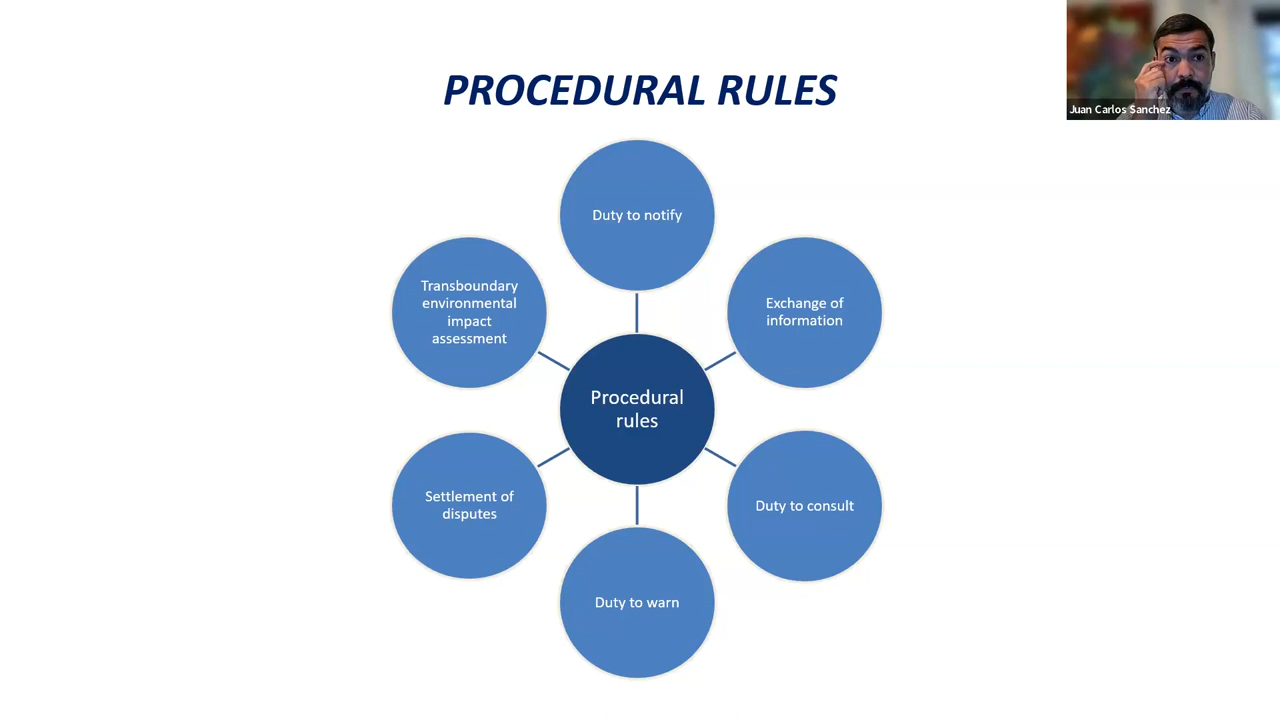 PROCEDURAL RULES
Juan Carlos Sanchez
Duty to notify
Exchange of
information
Duty to consult
Duty to warn
Settlement of
disputes
Transboundary
environmental
impact
assessment
Procedural
rules